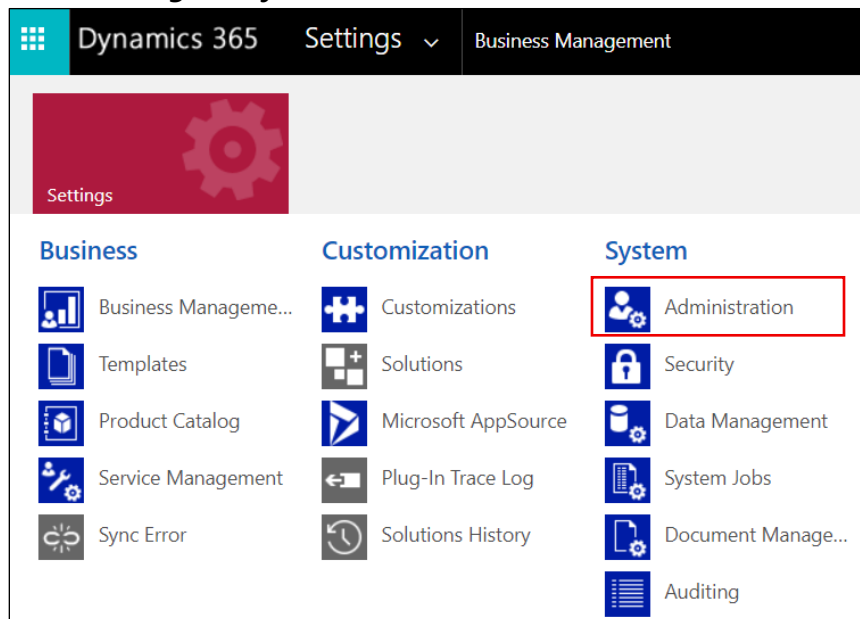 Dynamics 365 Settings Business Management
Settings
Business
Business Manageme...
Templates
Product Catalog
Service Management
Sync Error
Customization
Customizations
Solutions
Microsoft AppSource
Plug-In Trace Log
Solutions History
System
Administration
Security
Data Management
System Jobs
Document Manage...
Auditing